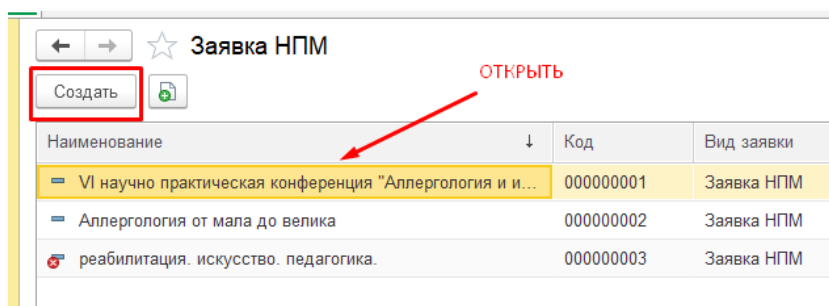 Заявка НПМ
ОТКРЫТЬ
Создать
Наименование ↓ Код Вид заявки
VI научно практическая конференция "Аллергология и и... 000000001 Заявка НПМ
Аллергология от мала до велика 000000002 Заявка НПМ
реабилитация. искусство. педагогика. 000000003 Заявка НПМ